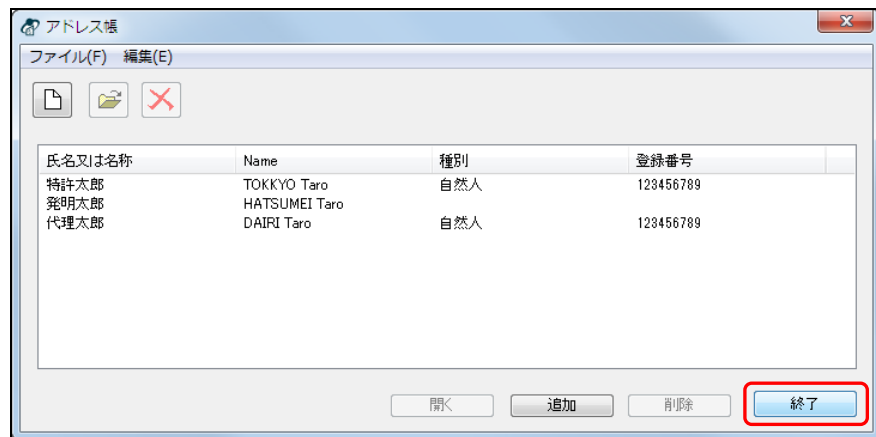 アドレス帳
ファイル(F) 編集(E)
氏名又は名称 Name 種別 登録番号
特許太郎 TOKKYO Taro 自然人 123456789
発明太郎 HATSUMEI Taro
代理太郎 DAIRI Taro 自然人 123456789
開く 追加 削除 終了